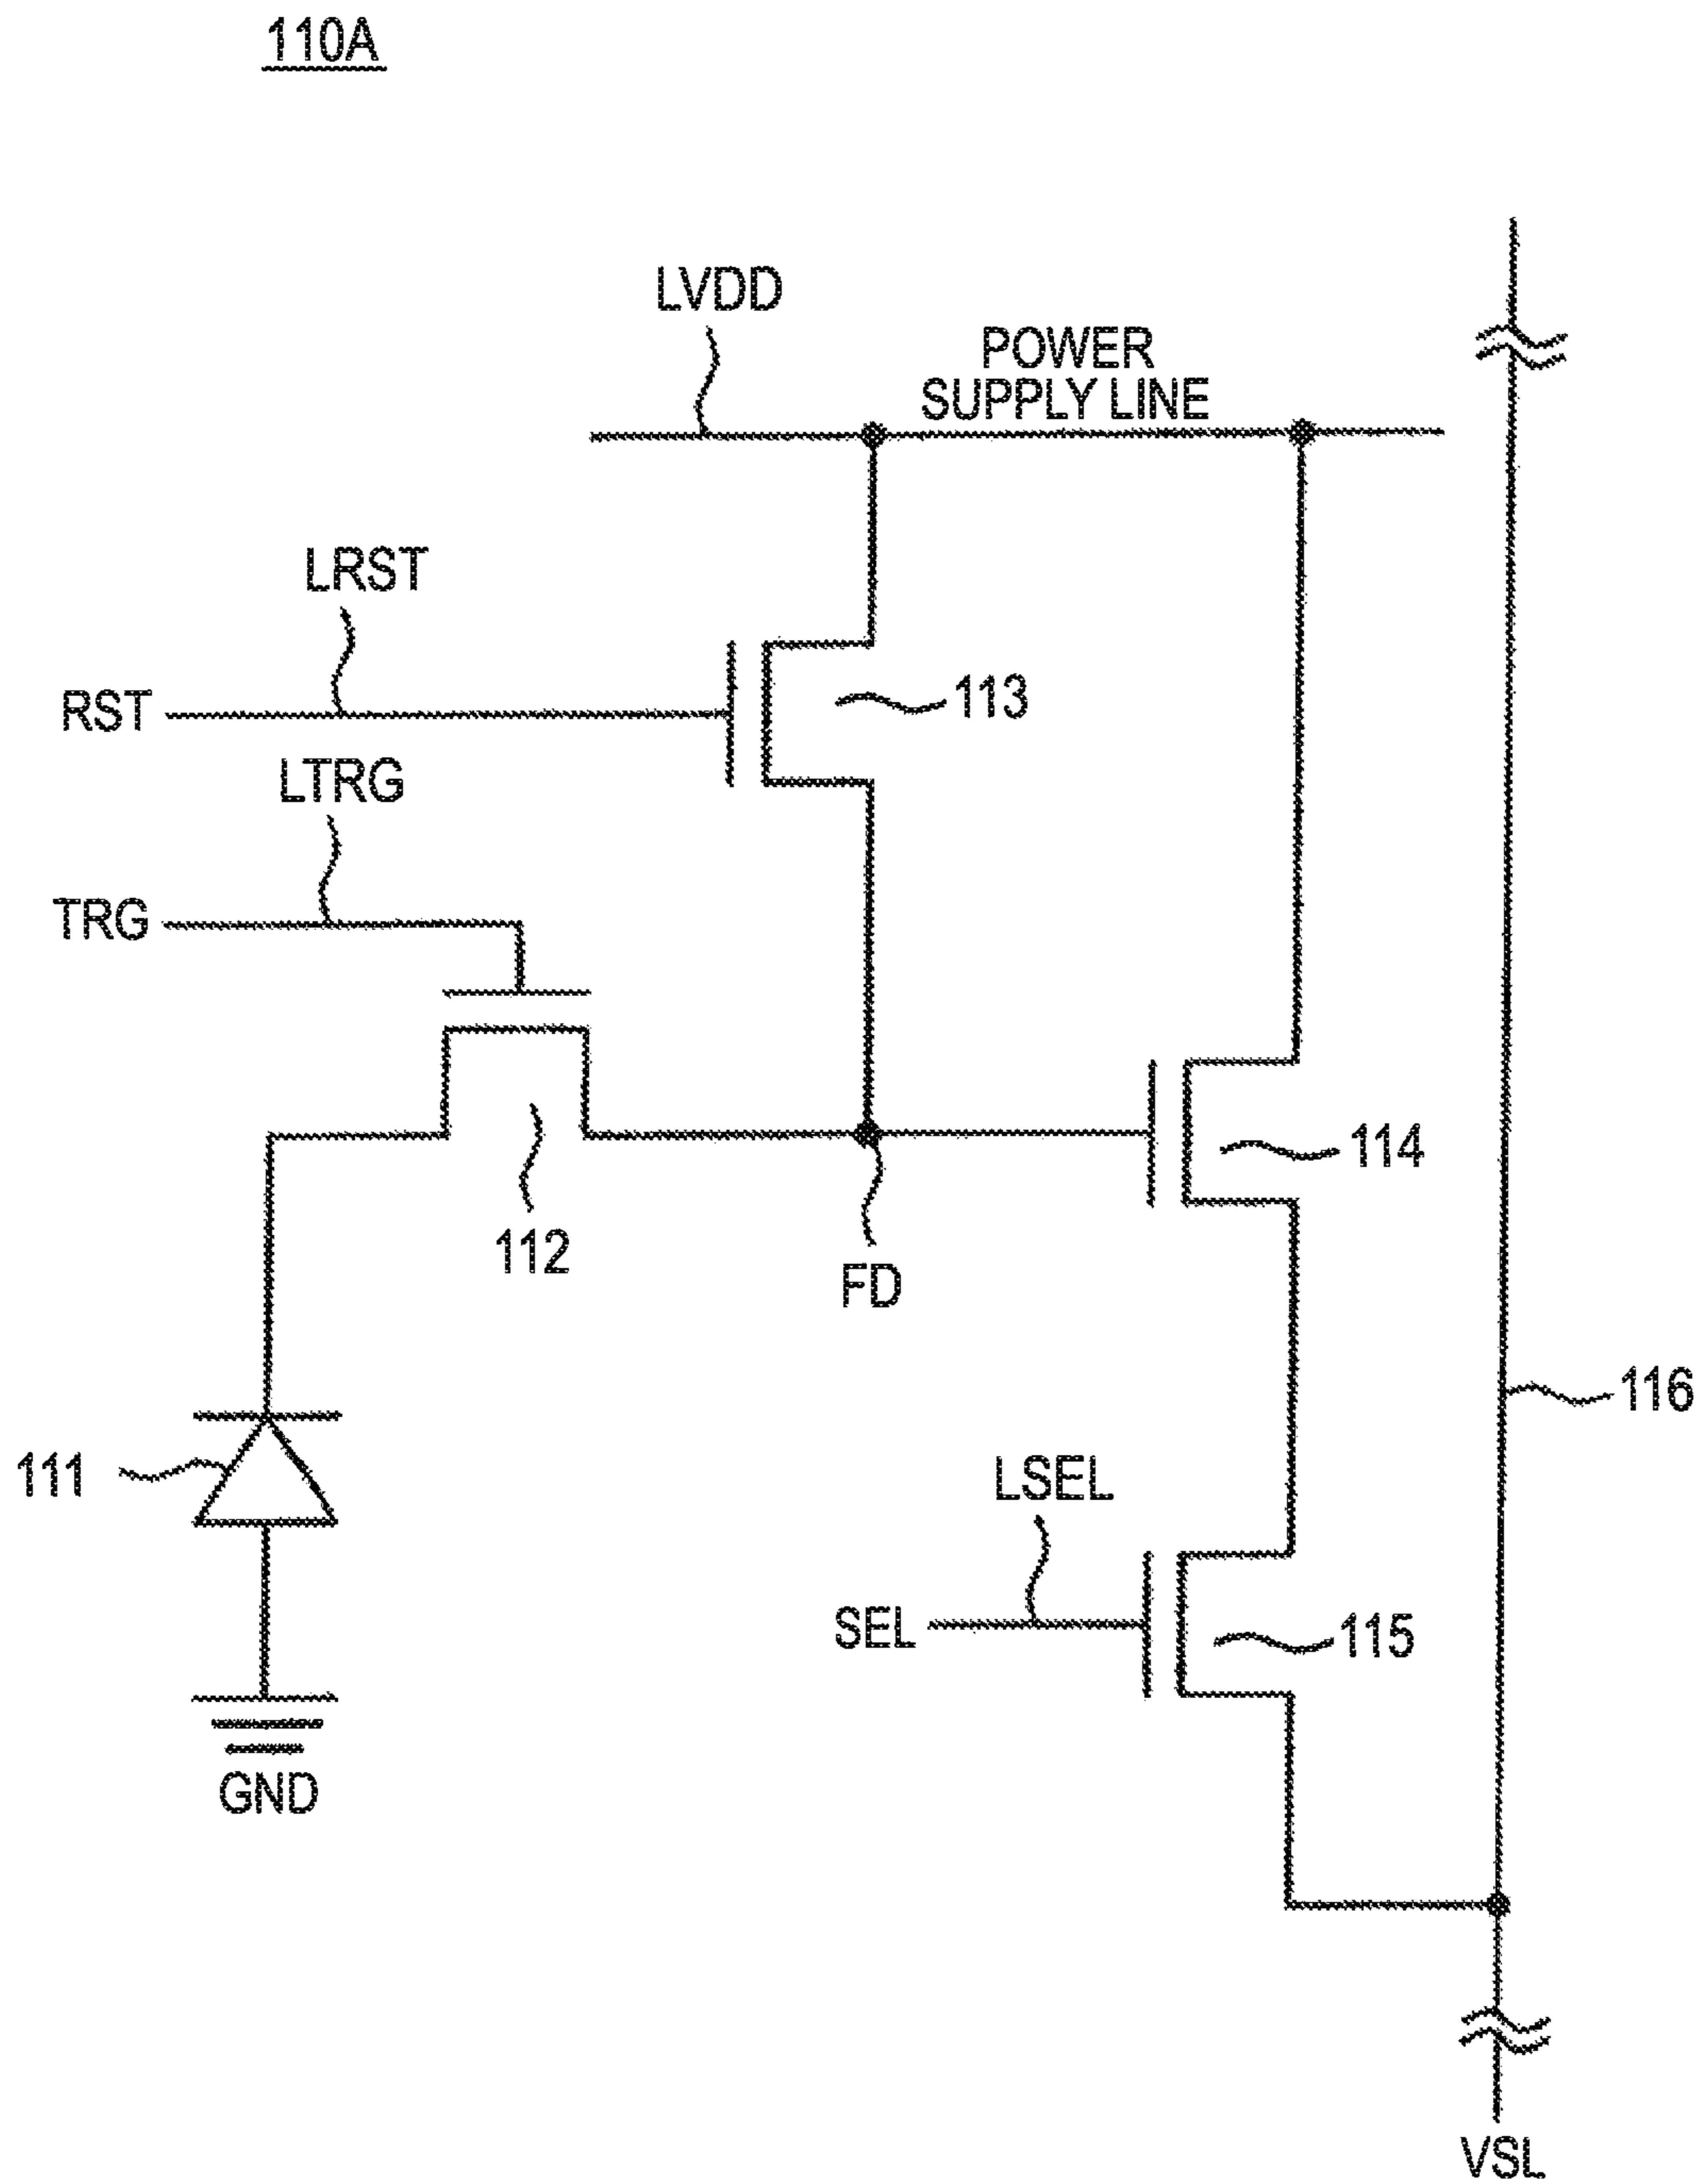 110A
LVDD
POWER
SUPPLY LINE
LRST
RST
113
LTRG
TRG
114
112
FD
116
111
LSEL
SEL
115
GND
VSL